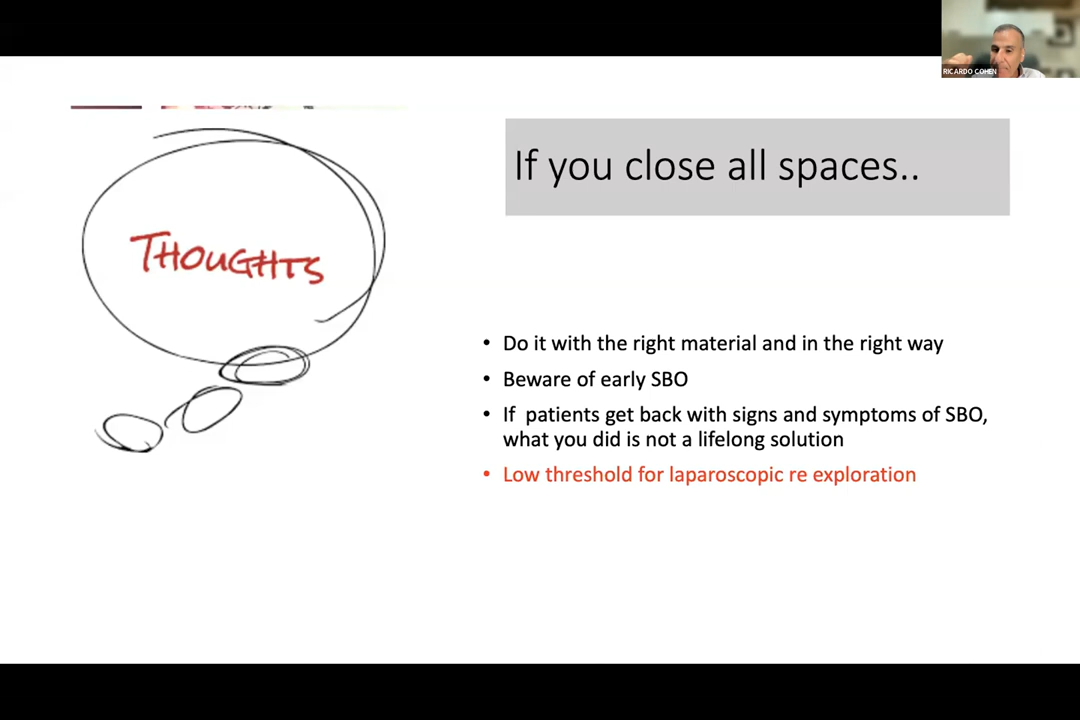 RICARDO COHEN
THOUGHTS
If you close all spaces..
• Do it with the right material and in the right way
• Beware of early SBO
• If patients get back with signs and symptoms of SBO,
what you did is not a lifelong solution
• Low threshold for laparoscopic re exploration